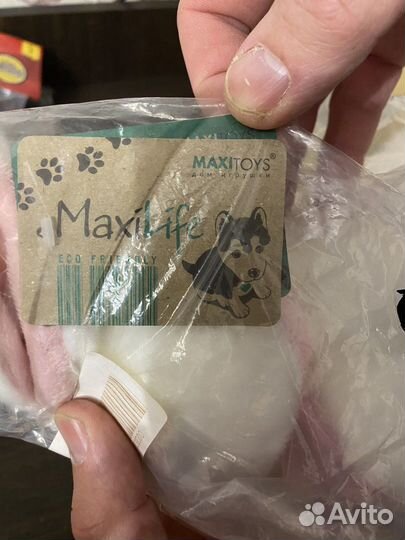 MAXITOYS®
дом игрушки
MaxiLife
ECO FRIENDLY
Avito